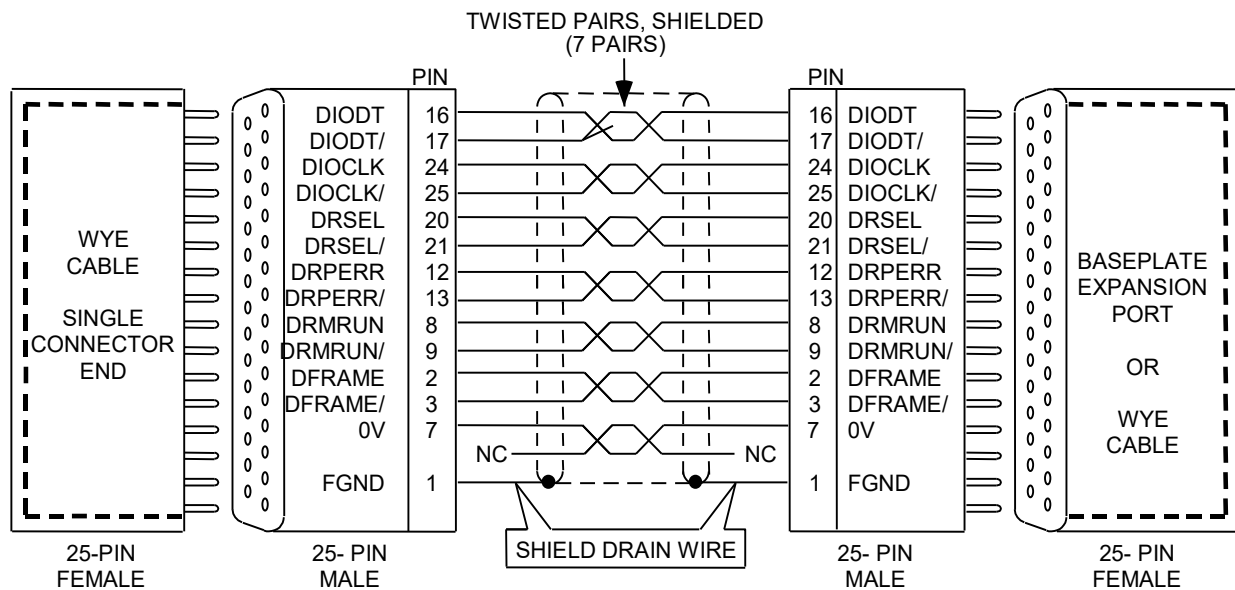 TWISTED PAIRS, SHIELDED
(7 PAIRS)
PIN
PIN
DIODT 16
16 DIODT
DIODT/ 17
17 DIODT/
DIOCLK 24
24 DIOCLK
DIOCLK/ 25
25 DIOCLK/
DRSEL 20
20 DRSEL
DRSEL/ 21
21 DRSEL/
DRPERR 12
12 DRPERR
DRPERR/ 13
13 DRPERR/
DRMRUN 8
8 DRMRUN
DRMRUN/ 9
9 DRMRUN/
DFRAME 2
2 DFRAME
DFRAME/ 3
3 DFRAME/
0V 7
7 0V
NC
NC
FGND 1
1 FGND
WYE
CABLE
SINGLE
CONNECTOR
END
BASEPLATE
EXPANSION
PORT
OR
WYE
CABLE
SHIELD DRAIN WIRE
25-PIN
FEMALE
25- PIN
MALE
25- PIN
MALE
25-PIN
FEMALE